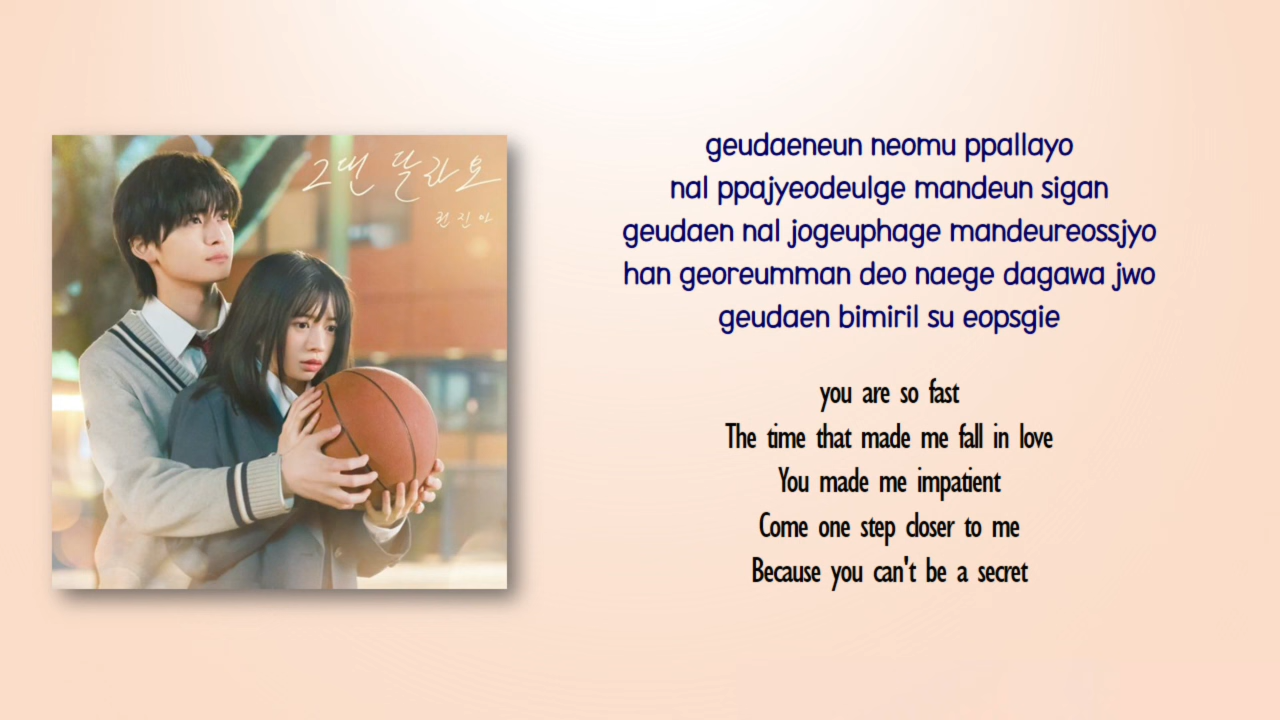 그댄 달라요
권진아
geudaeneun neomu ppallayo
nal ppajyeodeulge mandeun sigan
geudaen nal jogeuphage mandeureossjyo
han georeumman deo naege dagawa jwo
geudaen bimiril su eopsgie
you are so fast
The time that made me fall in love
You made me impatient
Come one step closer to me
Because you can't be a secret